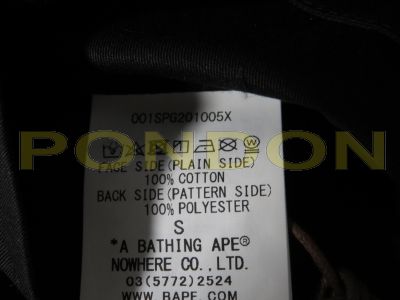 001SPG201005X
PONDON
FACE SIDE(PLAIN SIDE)
100% COTTON
BACK SIDE(PATTERN SIDE)
100% POLYESTER
S
*A BATHING APE®
NOWHERE CO.,LTD.
03(5772)2524
WWW.BAPE.COM